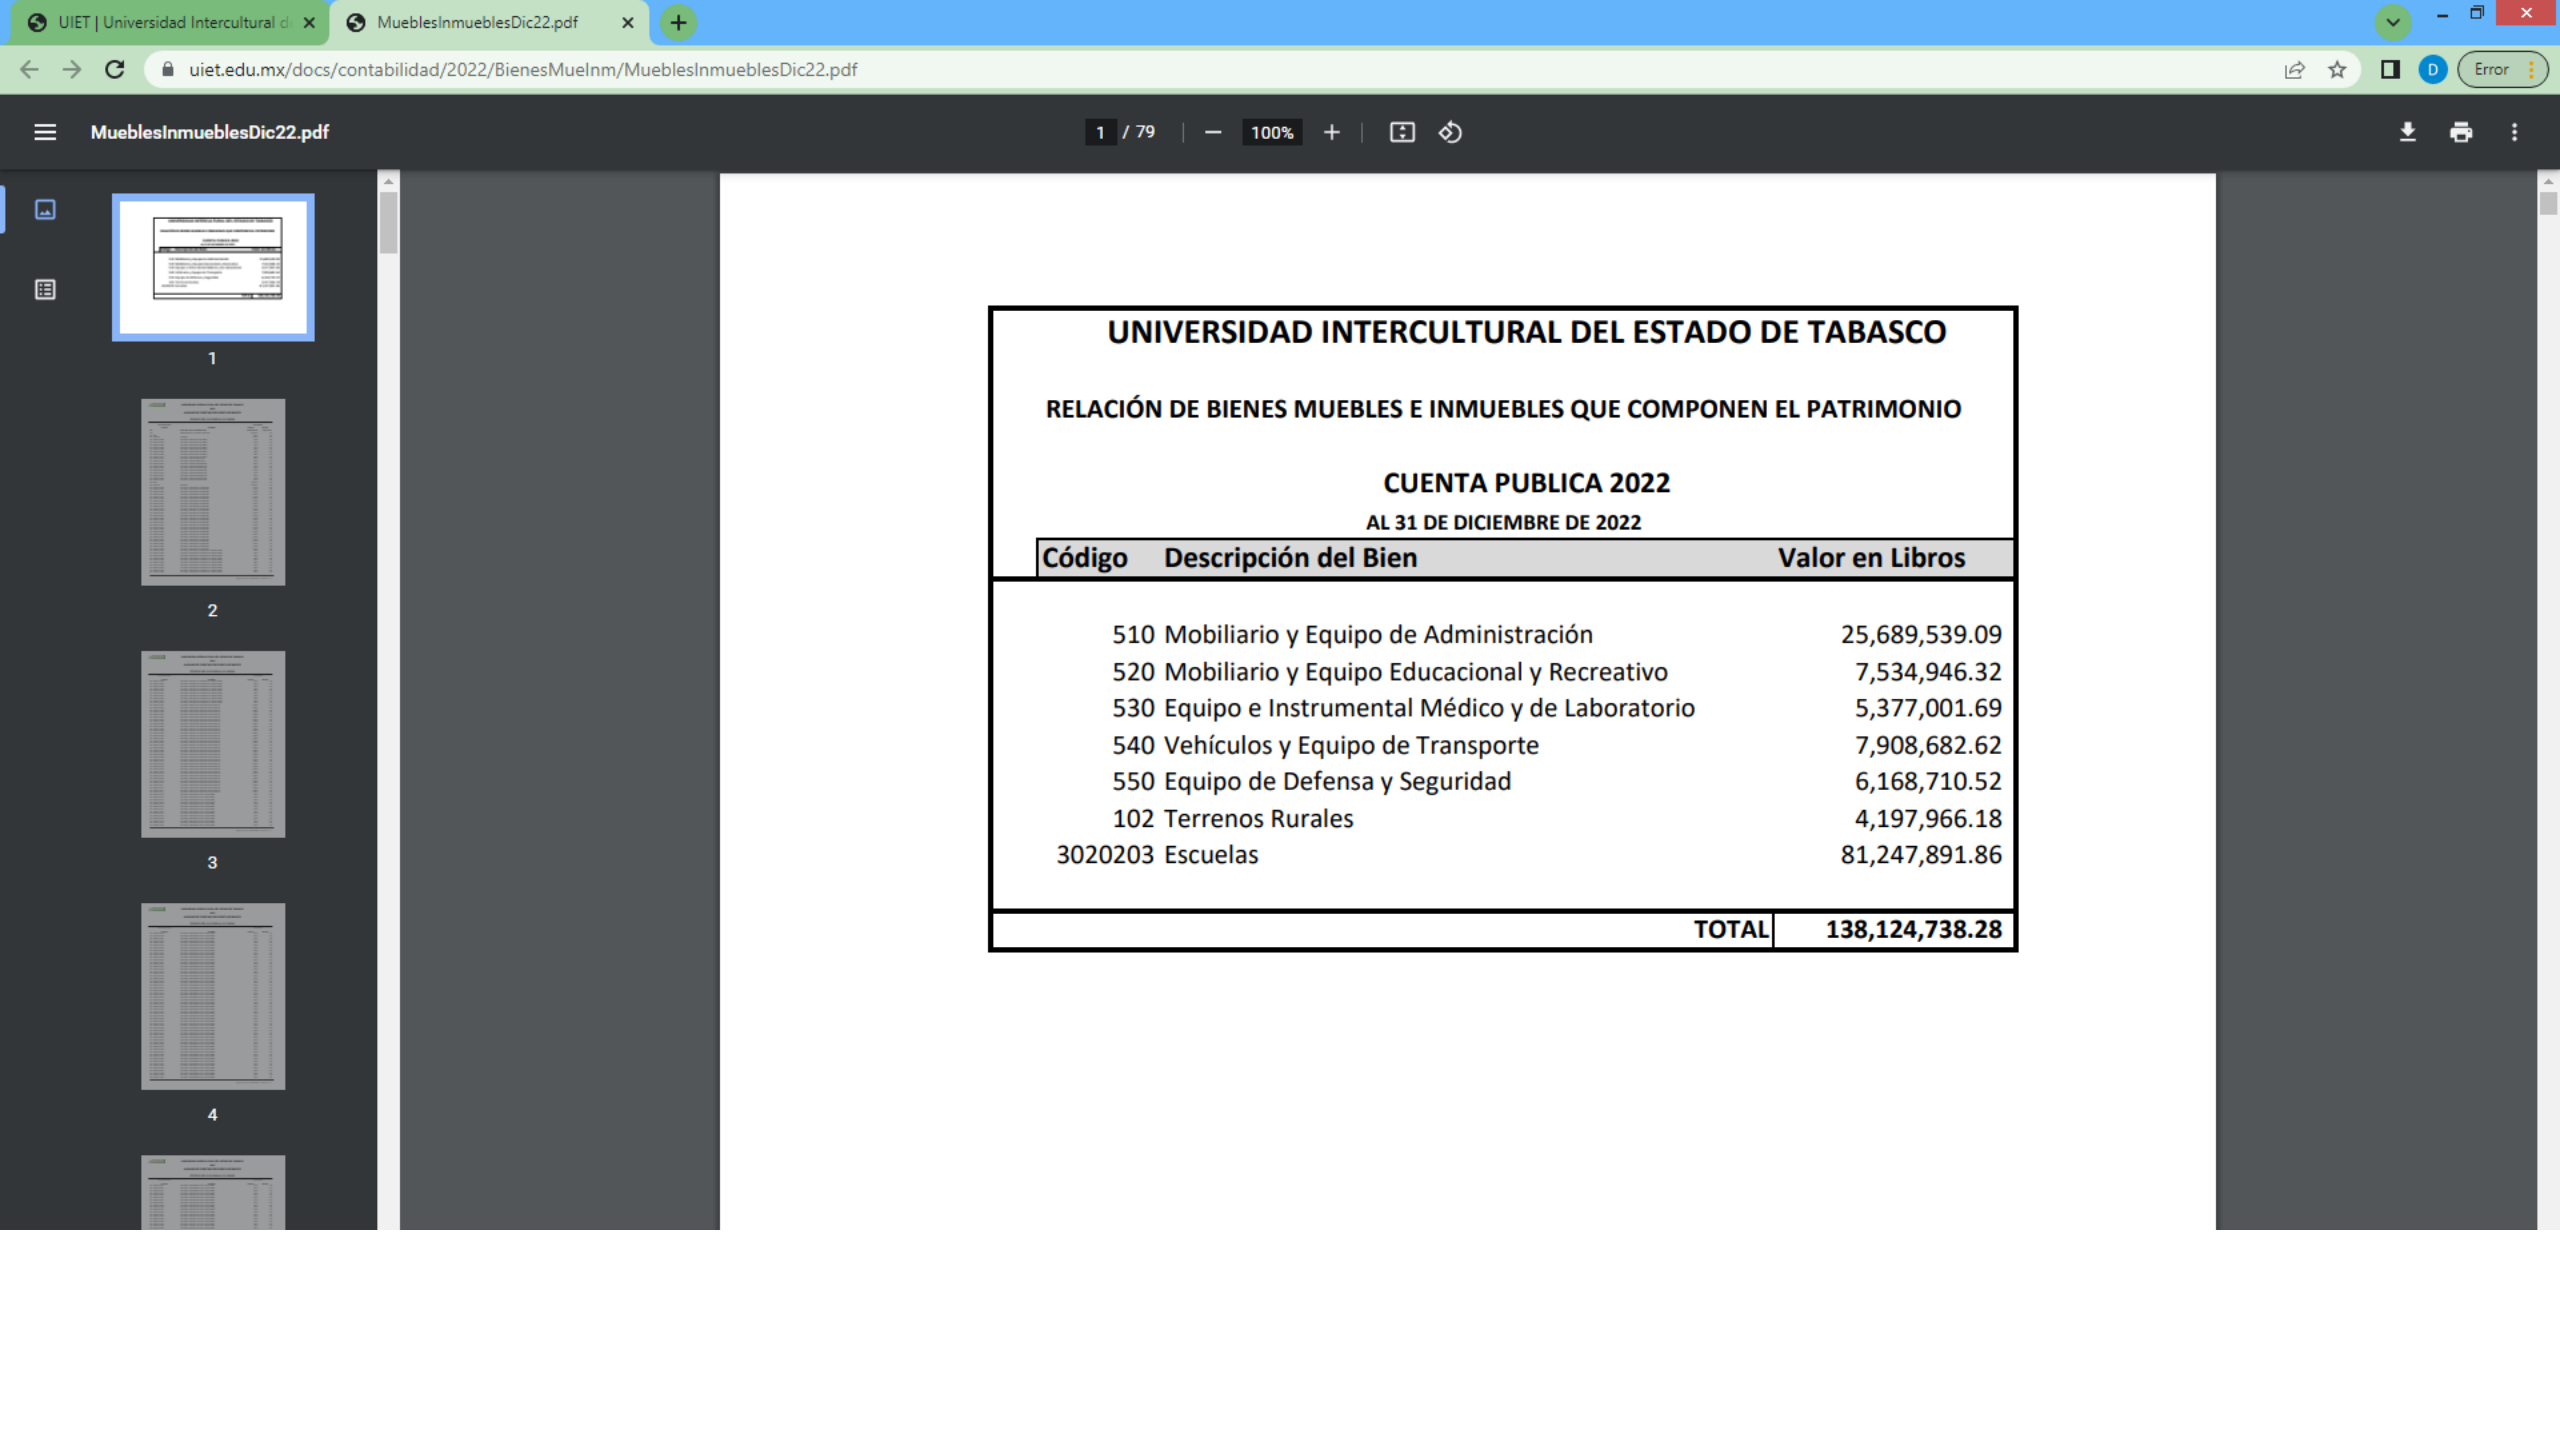 UIET | Universidad Intercultural d
MueblesInmueblesDic22.pdf
uiet.edu.mx/docs/contabilidad/2022/BienesMueInm/MueblesInmueblesDic22.pdf
D
Error
MueblesInmueblesDic22.pdf
1 / 79
100%
1
2
3
4
UNIVERSIDAD INTERCULTURAL DEL ESTADO DE TABASCO
RELACIÓN DE BIENES MUEBLES E INMUEBLES QUE COMPONEN EL PATRIMONIO
CUENTA PUBLICA 2022
AL 31 DE DICIEMBRE DE 2022
Código Descripción del Bien Valor en Libros
510 Mobiliario y Equipo de Administración 25,689,539.09
520 Mobiliario y Equipo Educacional y Recreativo 7,534,946.32
530 Equipo e Instrumental Médico y de Laboratorio 5,377,001.69
540 Vehículos y Equipo de Transporte 7,908,682.62
550 Equipo de Defensa y Seguridad 6,168,710.52
102 Terrenos Rurales 4,197,966.18
3020203 Escuelas 81,247,891.86
TOTAL 138,124,738.28